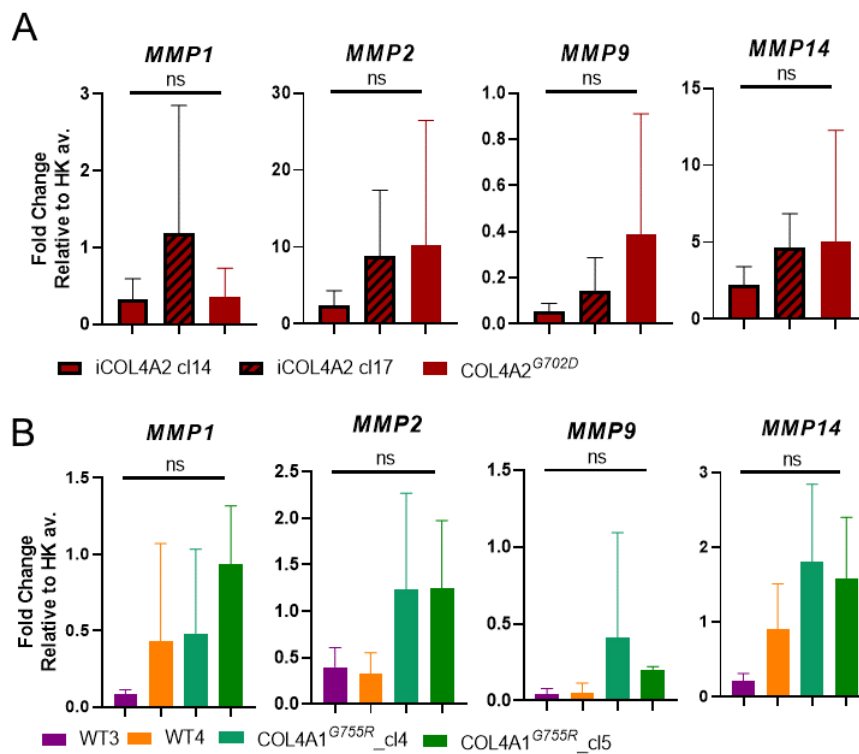 A
MMP1
MMP2
MMP9
MMP14
ns
ns
ns
ns
Fold Change
Relative to HK av.
3
2
1
0
30
20
10
0
1.0
0.8
0.6
0.4
0.2
0.0
15
10
5
0
iCOL4A2 cl14
iCOL4A2 cl17
COL4A2G702D
B
MMP1
MMP2
MMP9
MMP14
ns
ns
ns
ns
Fold Change
Relative to HK av.
1.5
1.0
0.5
0.0
2.5
2.0
1.5
1.0
0.5
0.0
1.5
1.0
0.5
0.0
3
2
1
0
WT3
WT4
COL4A1G755R_cl4
COL4A1G755R_cl5